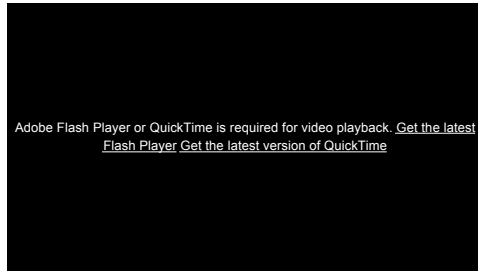 Adobe Flash Player or QuickTime is required for video playback. Get the latest
Flash Player Get the latest version of QuickTime